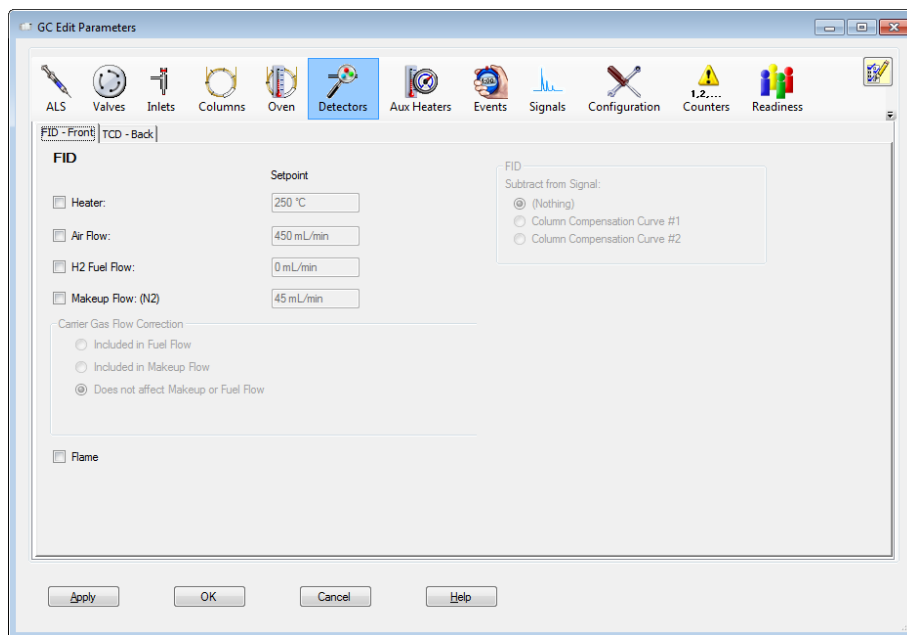 GC Edit Parameters
ALS Valves Inlets Columns Oven Detectors Aux Heaters Events Signals Configuration 1,2,... Counters Readiness
FID - Front TCD - Back
FID
Setpoint
Heater: 250 °C
Air Flow: 450 mL/min
H2 Fuel Flow: 0 mL/min
Makeup Flow: (N2) 45 mL/min
Carrier Gas Flow Correction
Included in Fuel Flow
Included in Makeup Flow
Does not affect Makeup or Fuel Flow
Flame
FID
Subtract from Signal:
(Nothing)
Column Compensation Curve #1
Column Compensation Curve #2
Apply OK Cancel Help